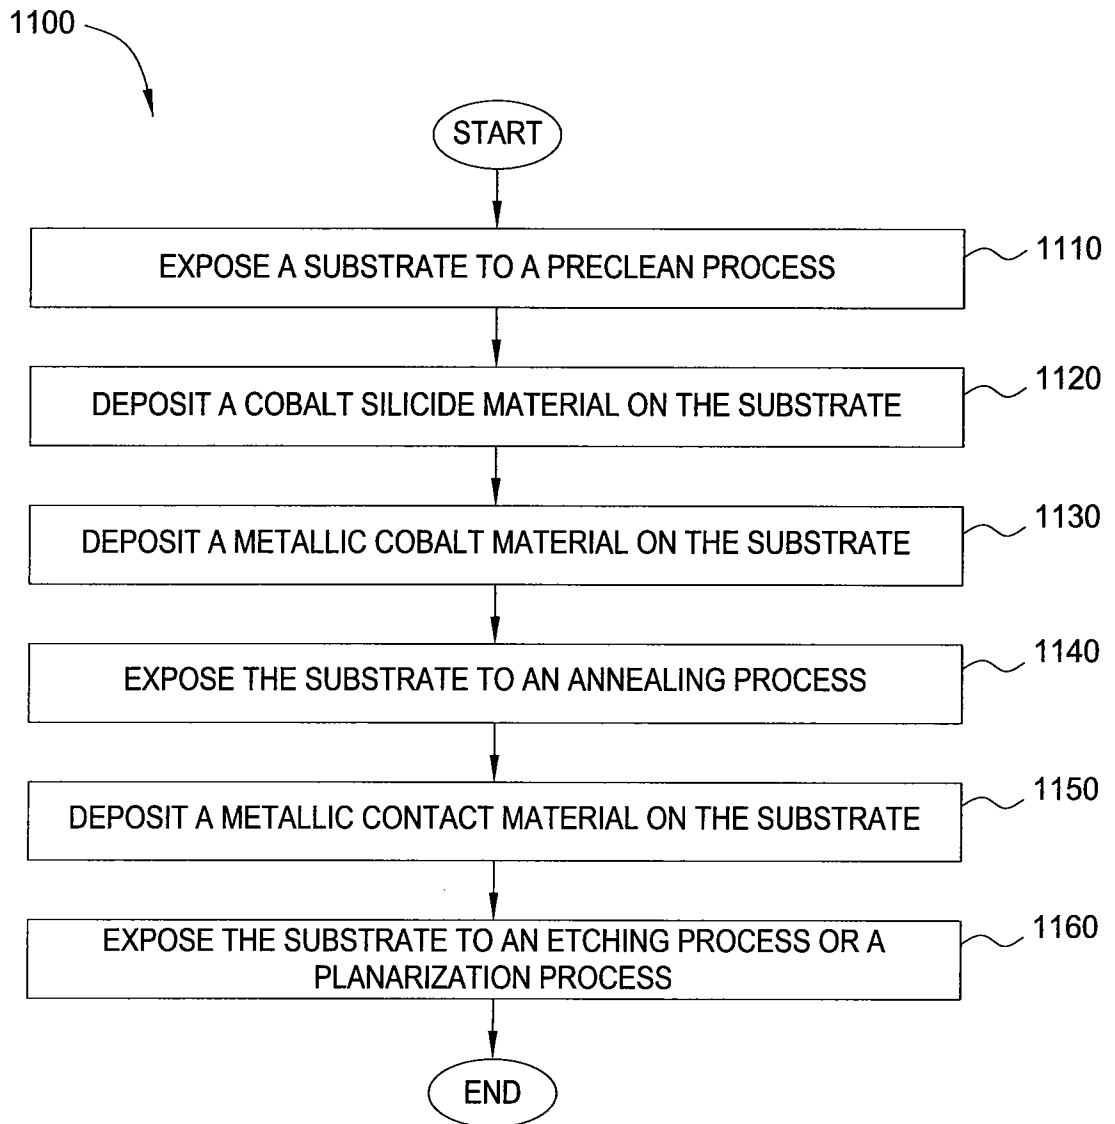 1100
START
EXPOSE A SUBSTRATE TO A PRECLEAN PROCESS
1110
DEPOSIT A COBALT SILICIDE MATERIAL ON THE SUBSTRATE
1120
DEPOSIT A METALLIC COBALT MATERIAL ON THE SUBSTRATE
1130
EXPOSE THE SUBSTRATE TO AN ANNEALING PROCESS
1140
DEPOSIT A METALLIC CONTACT MATERIAL ON THE SUBSTRATE
1150
EXPOSE THE SUBSTRATE TO AN ETCHING PROCESS OR A
PLANARIZATION PROCESS
1160
END